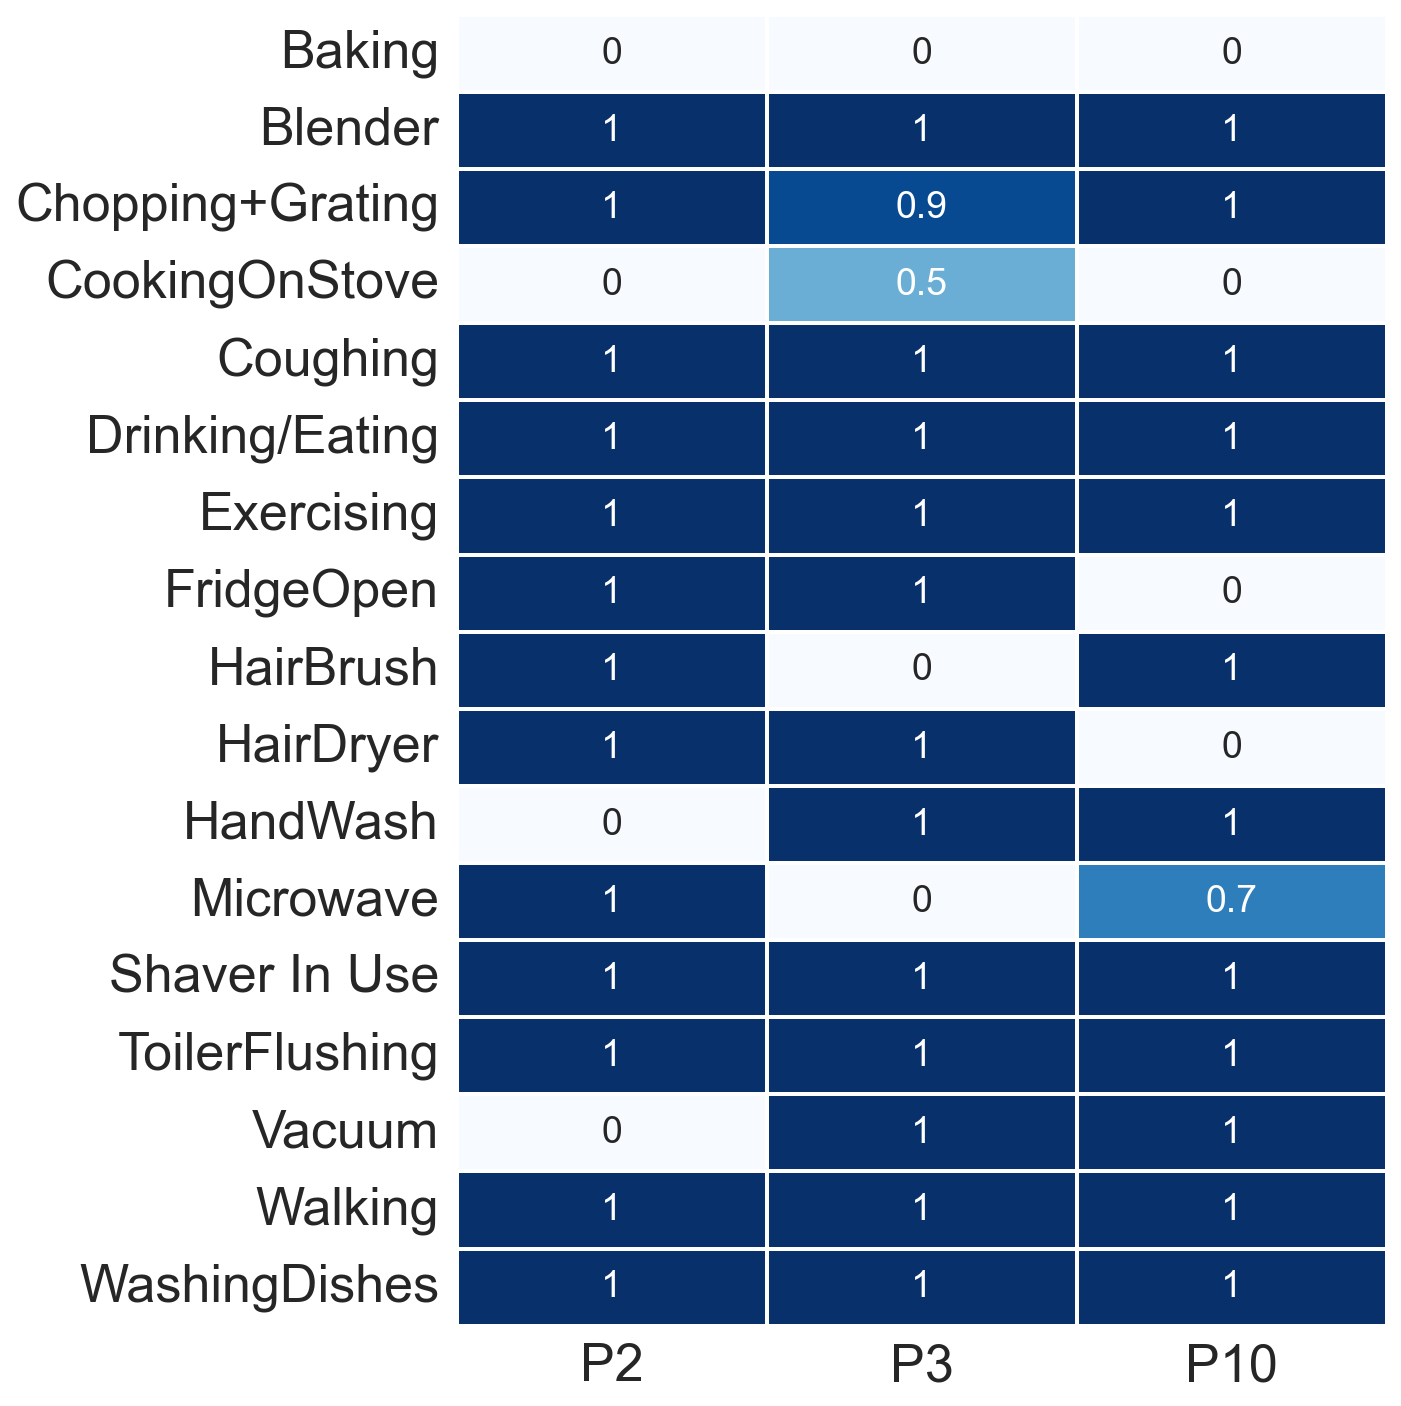 Baking 0 0 0
Blender 1 1 1
Chopping+Grating 1 0.9 1
CookingOnStove 0 0.5 0
Coughing 1 1 1
Drinking/Eating 1 1 1
Exercising 1 1 1
FridgeOpen 1 1 0
HairBrush 1 0 1
HairDryer 1 1 0
HandWash 0 1 1
Microwave 1 0 0.7
Shaver In Use 1 1 1
ToilerFlushing 1 1 1
Vacuum 0 1 1
Walking 1 1 1
WashingDishes 1 1 1
P2 P3 P10